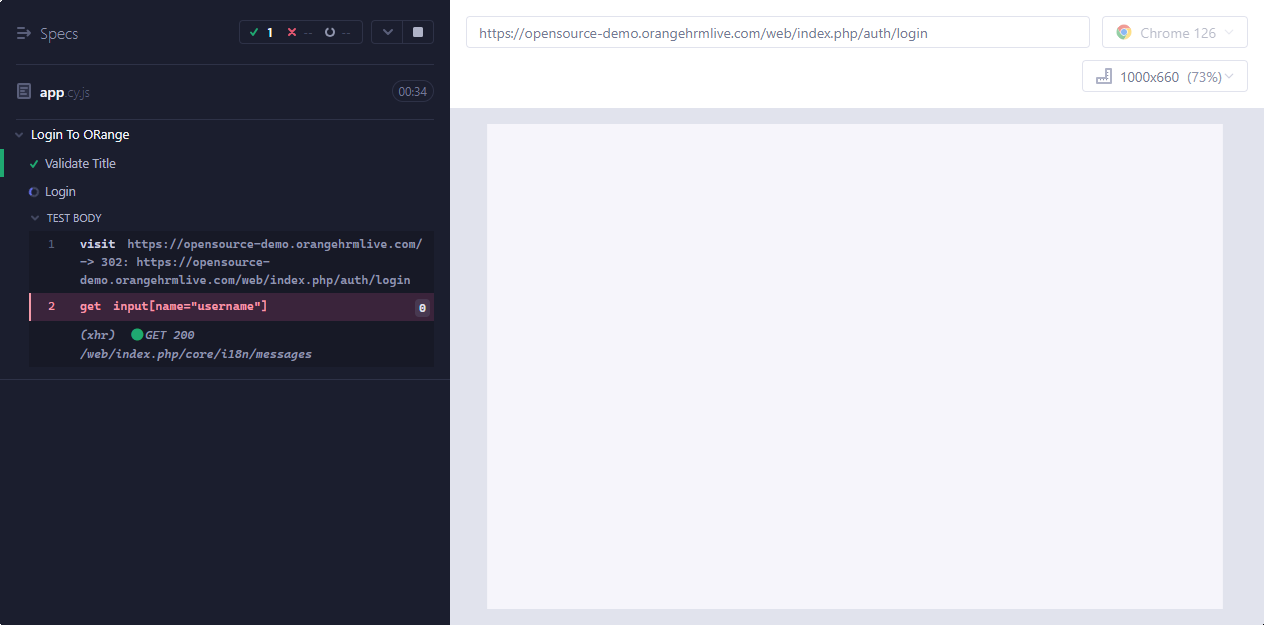 Specs
1 -- --
app.cy.js
00:34
Login To ORange
Validate Title
Login
TEST BODY
1 visit https://opensource-demo.orangehrmlive.com/
-> 302: https://opensource-
demo.orangehrmlive.com/web/index.php/auth/login
2 get input[name="username"] 0
(xhr) GET 200
/web/index.php/core/i18n/messages
https://opensource-demo.orangehrmlive.com/web/index.php/auth/login
Chrome 126
1000x660 (73%)